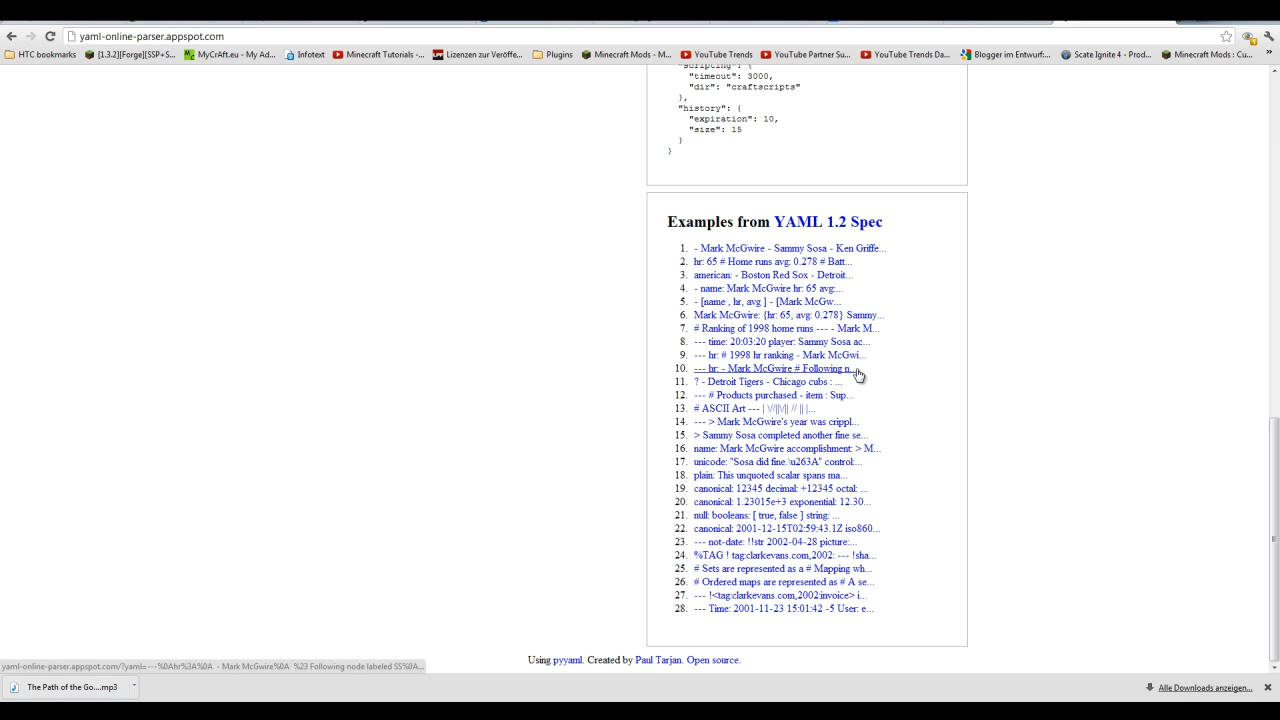 yaml-online-parser.appspot.com
HTC bookmarks [1.3.2][Forge][SSP+S... MyCrAft.eu - My Ad... Infotext Minecraft Tutorials -... Lizenzen zur Veröffe... Plugins Minecraft Mods - M... YouTube Trends YouTube Partner Su... YouTube Trends Da... Blogger im Entwurf:... Scate Ignite 4 - Prod... Minecraft Mods : Cu... »
"scripting": {
"timeout": 3000,
"dir": "craftscripts"
},
"history": {
"expiration": 10,
"size": 15
}
}
Examples from YAML 1.2 Spec
1. - Mark McGwire - Sammy Sosa - Ken Griffe...
2. hr: 65 # Home runs avg: 0.278 # Batt...
3. american: - Boston Red Sox - Detroit...
4. - name: Mark McGwire hr: 65 avg:...
5. - [name , hr, avg ] - [Mark McGw...
6. Mark McGwire: {hr: 65, avg: 0.278} Sammy...
7. # Ranking of 1998 home runs --- - Mark M...
8. --- time: 20:03:20 player: Sammy Sosa ac...
9. --- hr: # 1998 hr ranking - Mark McGwi...
10. --- hr: - Mark McGwire # Following n...
11. ? - Detroit Tigers - Chicago cubs : ...
12. --- # Products purchased - item : Sup...
13. # ASCII Art --- | \//||\/|| // || |...
14. --- > Mark McGwire's year was crippl...
15. > Sammy Sosa completed another fine se...
16. name: Mark McGwire accomplishment: > M...
17. unicode: "Sosa did fine.\u263A" control:...
18. plain: This unquoted scalar spans ma...
19. canonical: 12345 decimal: +12345 octal: ...
20. canonical: 1.23015e+3 exponential: 12.30...
21. null: booleans: [ true, false ] string: ...
22. canonical: 2001-12-15T02:59:43.1Z iso860...
23. --- not-date: !!str 2002-04-28 picture:...
24. %TAG ! tag:clarkevans.com,2002: --- !sha...
25. # Sets are represented as a # Mapping wh...
26. # Ordered maps are represented as # A se...
27. --- !<tag:clarkevans.com,2002:invoice> i...
28. --- Time: 2001-11-23 15:01:42 -5 User: e...
Using pyyaml. Created by Paul Tarjan. Open source.
yaml-online-parser.appspot.com/?yaml=---%0Ahr%3A%0A - Mark McGwire%0A %23 Following node labeled SS%0A...
The Path of the Go....mp3
Alle Downloads anzeigen...